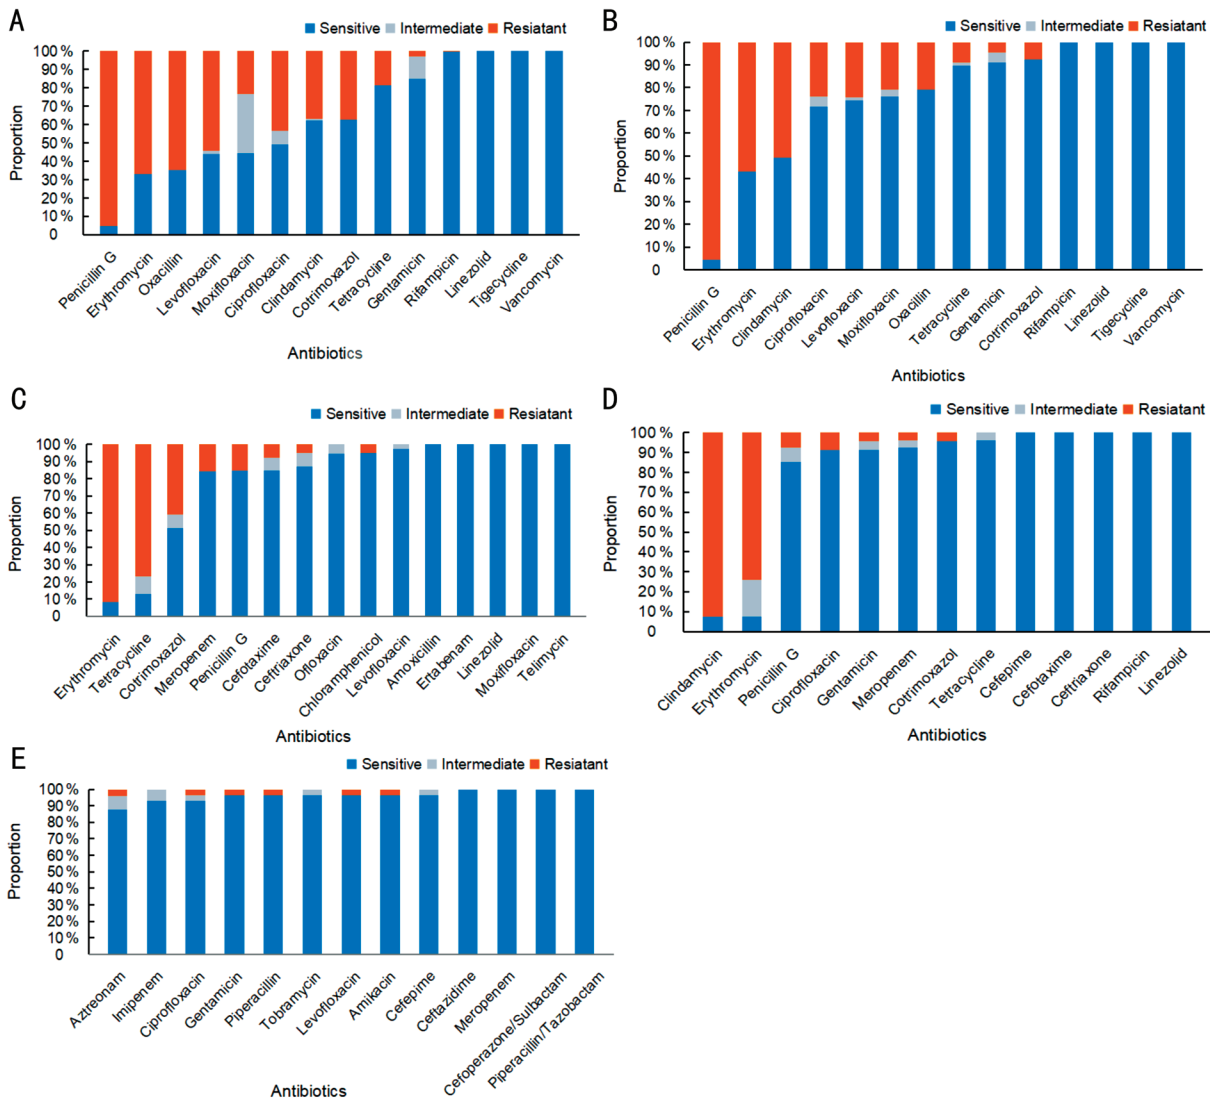 A
Sensitive Intermediate Resiatant
Proportion
100 %
90 %
80 %
70 %
60 %
50 %
40 %
30 %
20 %
10 %
0
Penicillin G
Erythromycin
Oxacillin
Levofloxacin
Moxifloxacin
Ciprofloxacin
Clindamycin
Cotrimoxazol
Tetracycline
Gentamicin
Rifampicin
Linezolid
Tigecycline
Vancomycin
Antibiotics
B
Sensitive Intermediate Resiatant
Proportion
100 %
90 %
80 %
70 %
60 %
50 %
40 %
30 %
20 %
10 %
0
Penicillin G
Erythromycin
Clindamycin
Ciprofloxacin
Levofloxacin
Moxifloxacin
Oxacillin
Tetracycline
Gentamicin
Cotrimoxazol
Rifampicin
Linezolid
Tigecycline
Vancomycin
Antibiotics
C
Sensitive Intermediate Resiatant
Proportion
100 %
90 %
80 %
70 %
60 %
50 %
40 %
30 %
20 %
10 %
0
Erythromycin
Tetracycline
Cotrimoxazol
Meropenem
Penicillin G
Cefotaxime
Ceftriaxone
Ofloxacin
Chloramphenicol
Levofloxacin
Amoxicillin
Ertabenam
Linezolid
Moxifloxacin
Telimycin
Antibiotics
D
Sensitive Intermediate Resiatant
Proportion
100 %
90 %
80 %
70 %
60 %
50 %
40 %
30 %
20 %
10 %
0
Clindamycin
Erythromycin
Penicillin G
Ciprofloxacin
Gentamicin
Meropenem
Cotrimoxazol
Tetracycline
Cefepime
Cefotaxime
Ceftriaxone
Rifampicin
Linezolid
Antibiotics
E
Sensitive Intermediate Resiatant
Proportion
100 %
90 %
80 %
70 %
60 %
50 %
40 %
30 %
20 %
10 %
0
Aztreonam
Imipenem
Ciprofloxacin
Gentamicin
Piperacillin
Tobramycin
Levofloxacin
Amikacin
Cefepime
Ceftazidime
Meropenem
Cefoperazone/Sulbactam
Piperacillin/Tazobactam
Antibiotics